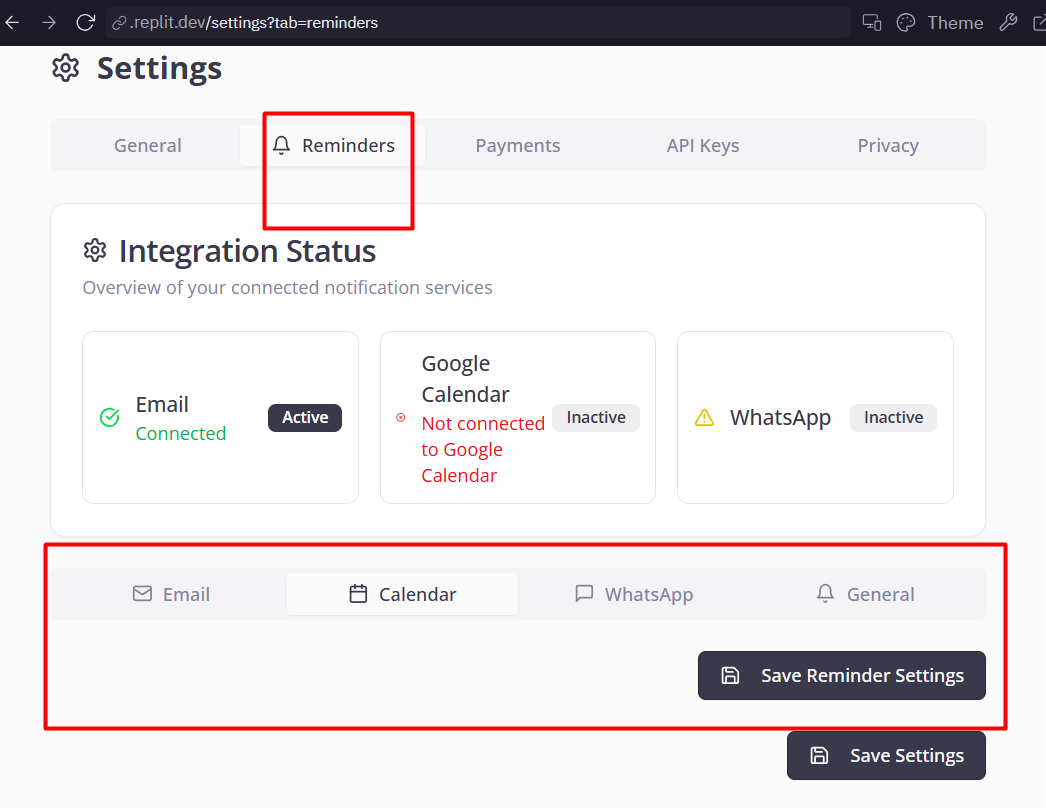 .replit.dev/settings?tab=reminders
Theme
Settings
General
Reminders
Payments
API Keys
Privacy
Integration Status
Overview of your connected notification services
Email
Connected
Active
Google
Calendar
Not connected
to Google
Calendar
Inactive
WhatsApp
Inactive
Email
Calendar
WhatsApp
General
Save Reminder Settings
Save Settings